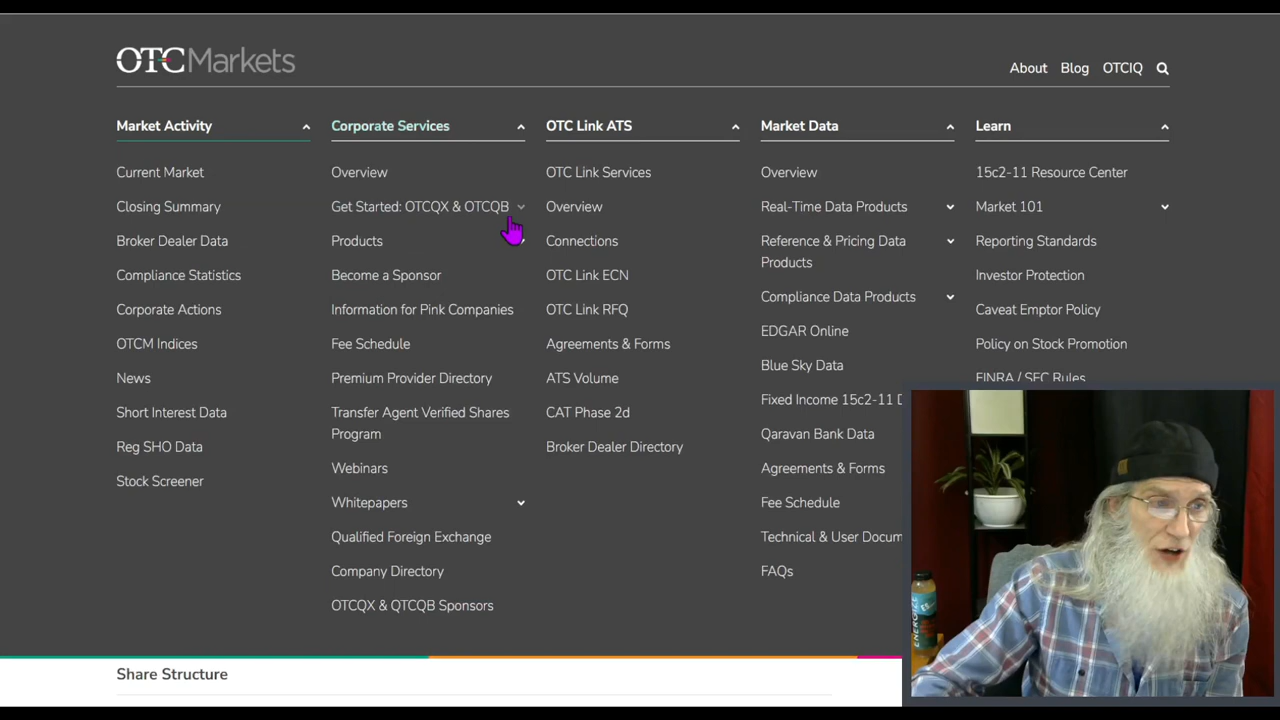 OTCMarkets
About Blog OTCIQ
Market Activity
Current Market
Closing Summary
Broker Dealer Data
Compliance Statistics
Corporate Actions
OTCM Indices
News
Short Interest Data
Reg SHO Data
Stock Screener
Corporate Services
Overview
Get Started: OTCQX & OTCQB
Products
Become a Sponsor
Information for Pink Companies
Fee Schedule
Premium Provider Directory
Transfer Agent Verified Shares
Program
Webinars
Whitepapers
Qualified Foreign Exchange
Company Directory
OTCQX & QTCQB Sponsors
OTC Link ATS
OTC Link Services
Overview
Connections
OTC Link ECN
OTC Link RFQ
Agreements & Forms
ATS Volume
CAT Phase 2d
Broker Dealer Directory
Market Data
Overview
Real-Time Data Products
Reference & Pricing Data
Products
Compliance Data Products
EDGAR Online
Blue Sky Data
Fixed Income 15c2-11 D
Qaravan Bank Data
Agreements & Forms
Fee Schedule
Technical & User Docum
FAQs
Learn
15c2-11 Resource Center
Market 101
Reporting Standards
Investor Protection
Caveat Emptor Policy
Policy on Stock Promotion
FINRA / SEC Rules
ENERGIZE
Share Structure